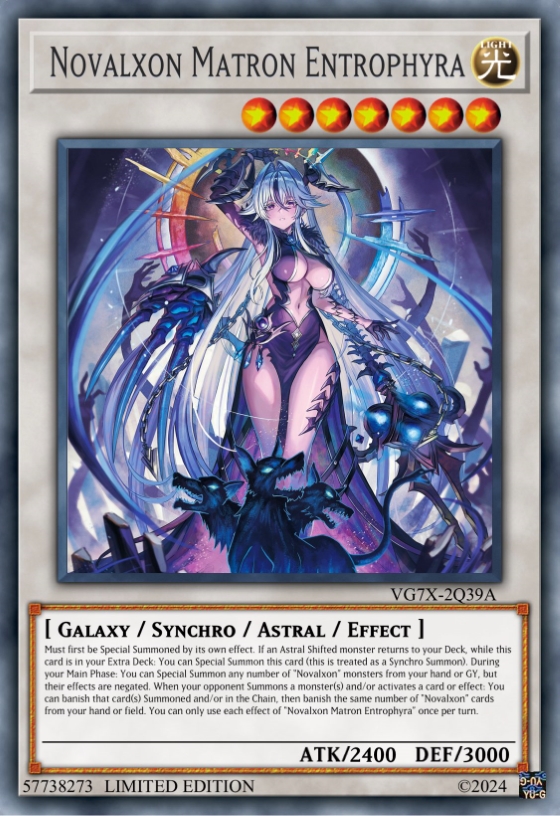 Novalxon Matron Entrophyra
LIGHT
光
VG7X-2Q39A
[ Galaxy / Synchro / Astral / Effect ]
Must first be Special Summoned by its own effect. If an Astral Shifted monster returns to your Deck, while this
card is in your Extra Deck: You can Special Summon this card (this is treated as a Synchro Summon). During
your Main Phase: You can Special Summon any number of "Novalxon" monsters from your hand or GY, but
their effects are negated. When your opponent Summons a monster(s) and/or activates a card or effect: You
can banish that card(s) Summoned and/or in the Chain, then banish the same number of "Novalxon" cards
from your hand or field. You can only use each effect of "Novalxon Matron Entrophyra" once per turn.
ATK/2400 DEF/3000
57738273 LIMITED EDITION ©2024